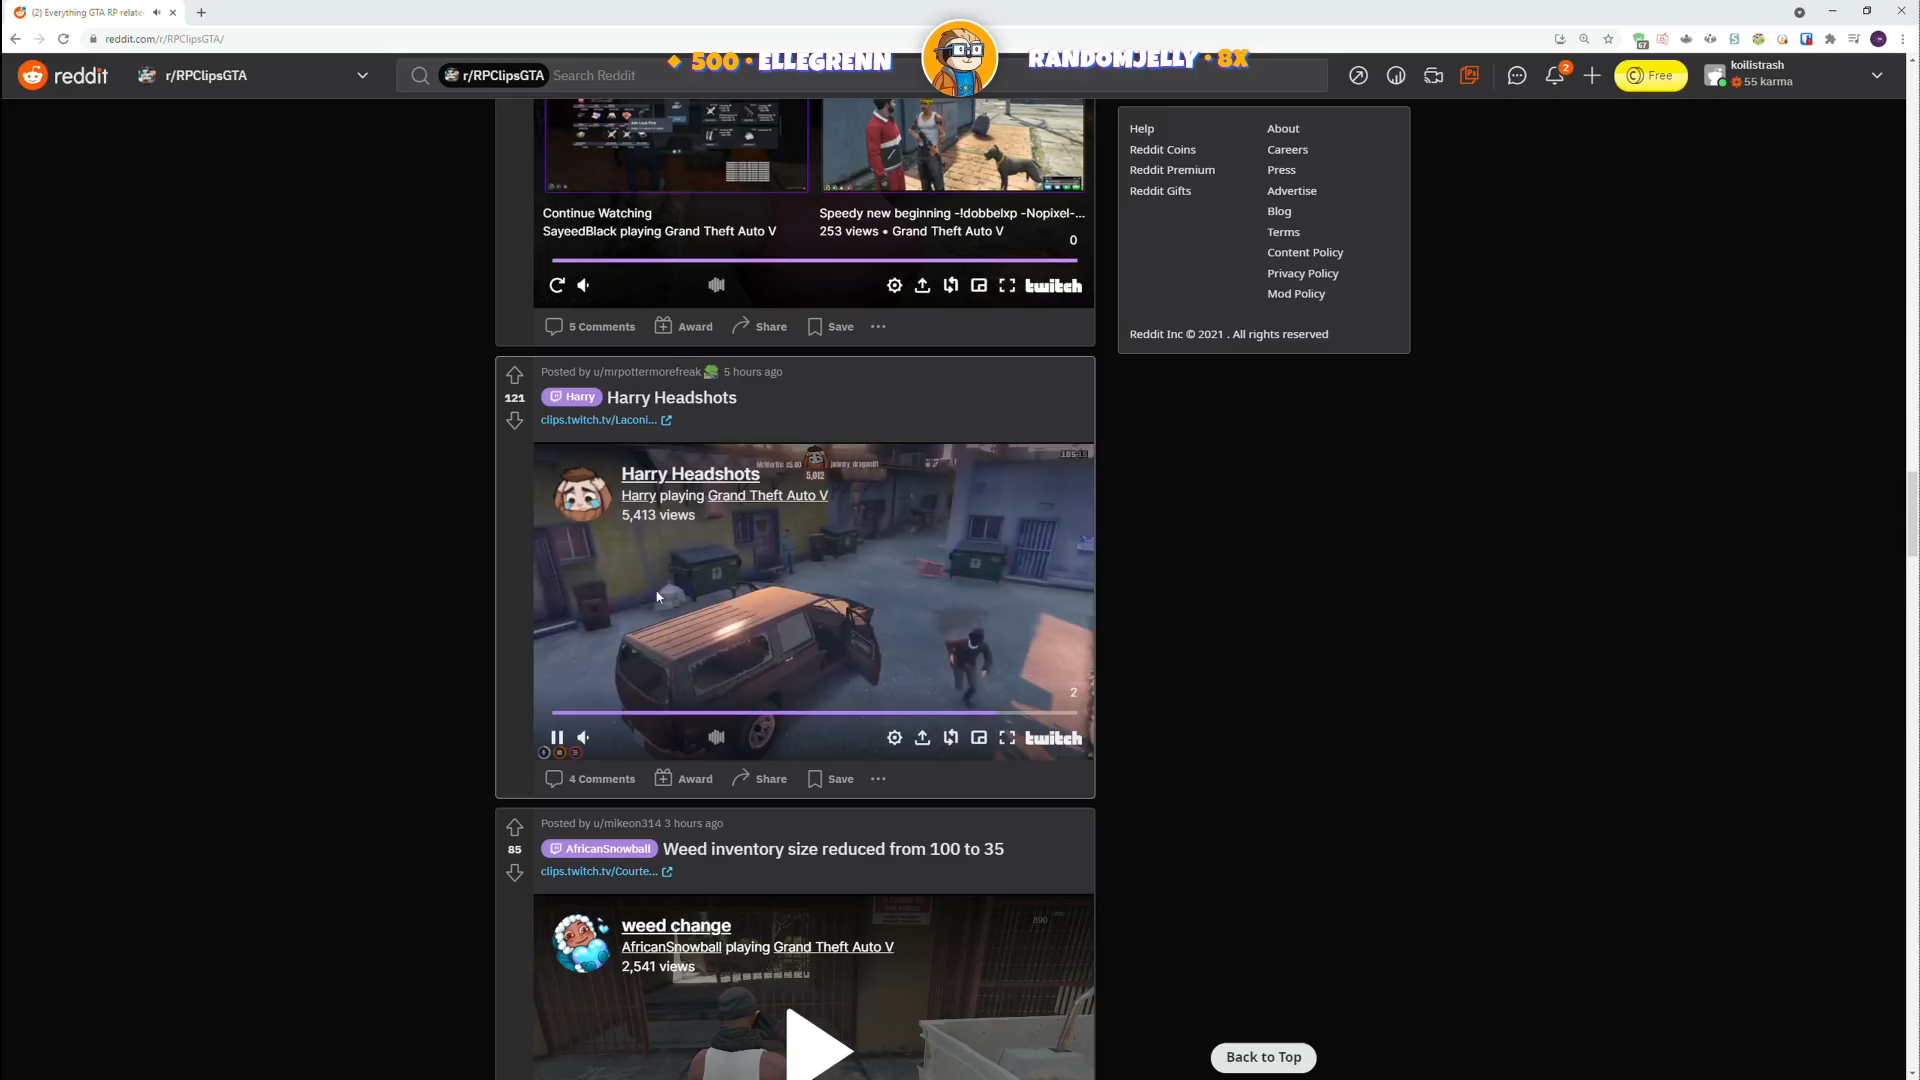 (2) Everything GTA RP relate
reddit.com/r/RPClipsGTA/
67
500 · ELLEGRENN
RANDOMJELLY · 8X
reddit
r/RPClipsGTA
r/RPClipsGTA
Search Reddit
2
Free
koilistrash
55 karma
Continue Watching
SayeedBlack playing Grand Theft Auto V
Speedy new beginning -!dobbelxp -Nopixel-...
253 views • Grand Theft Auto V
0
twitch
5 Comments
Award
Share
Save
Help
Reddit Coins
Reddit Premium
Reddit Gifts
About
Careers
Press
Advertise
Blog
Terms
Content Policy
Privacy Policy
Mod Policy
Reddit Inc © 2021 . All rights reserved
Posted by u/mrpottermorefreak 5 hours ago
121
Harry Harry Headshots
clips.twitch.tv/Laconi...
Harry Headshots
Harry playing Grand Theft Auto V
5,413 views
5,012
2
twitch
4 Comments
Award
Share
Save
Posted by u/mikeon314 3 hours ago
85
AfricanSnowball Weed inventory size reduced from 100 to 35
clips.twitch.tv/Courte...
weed change
AfricanSnowball playing Grand Theft Auto V
2,541 views
890
Back to Top